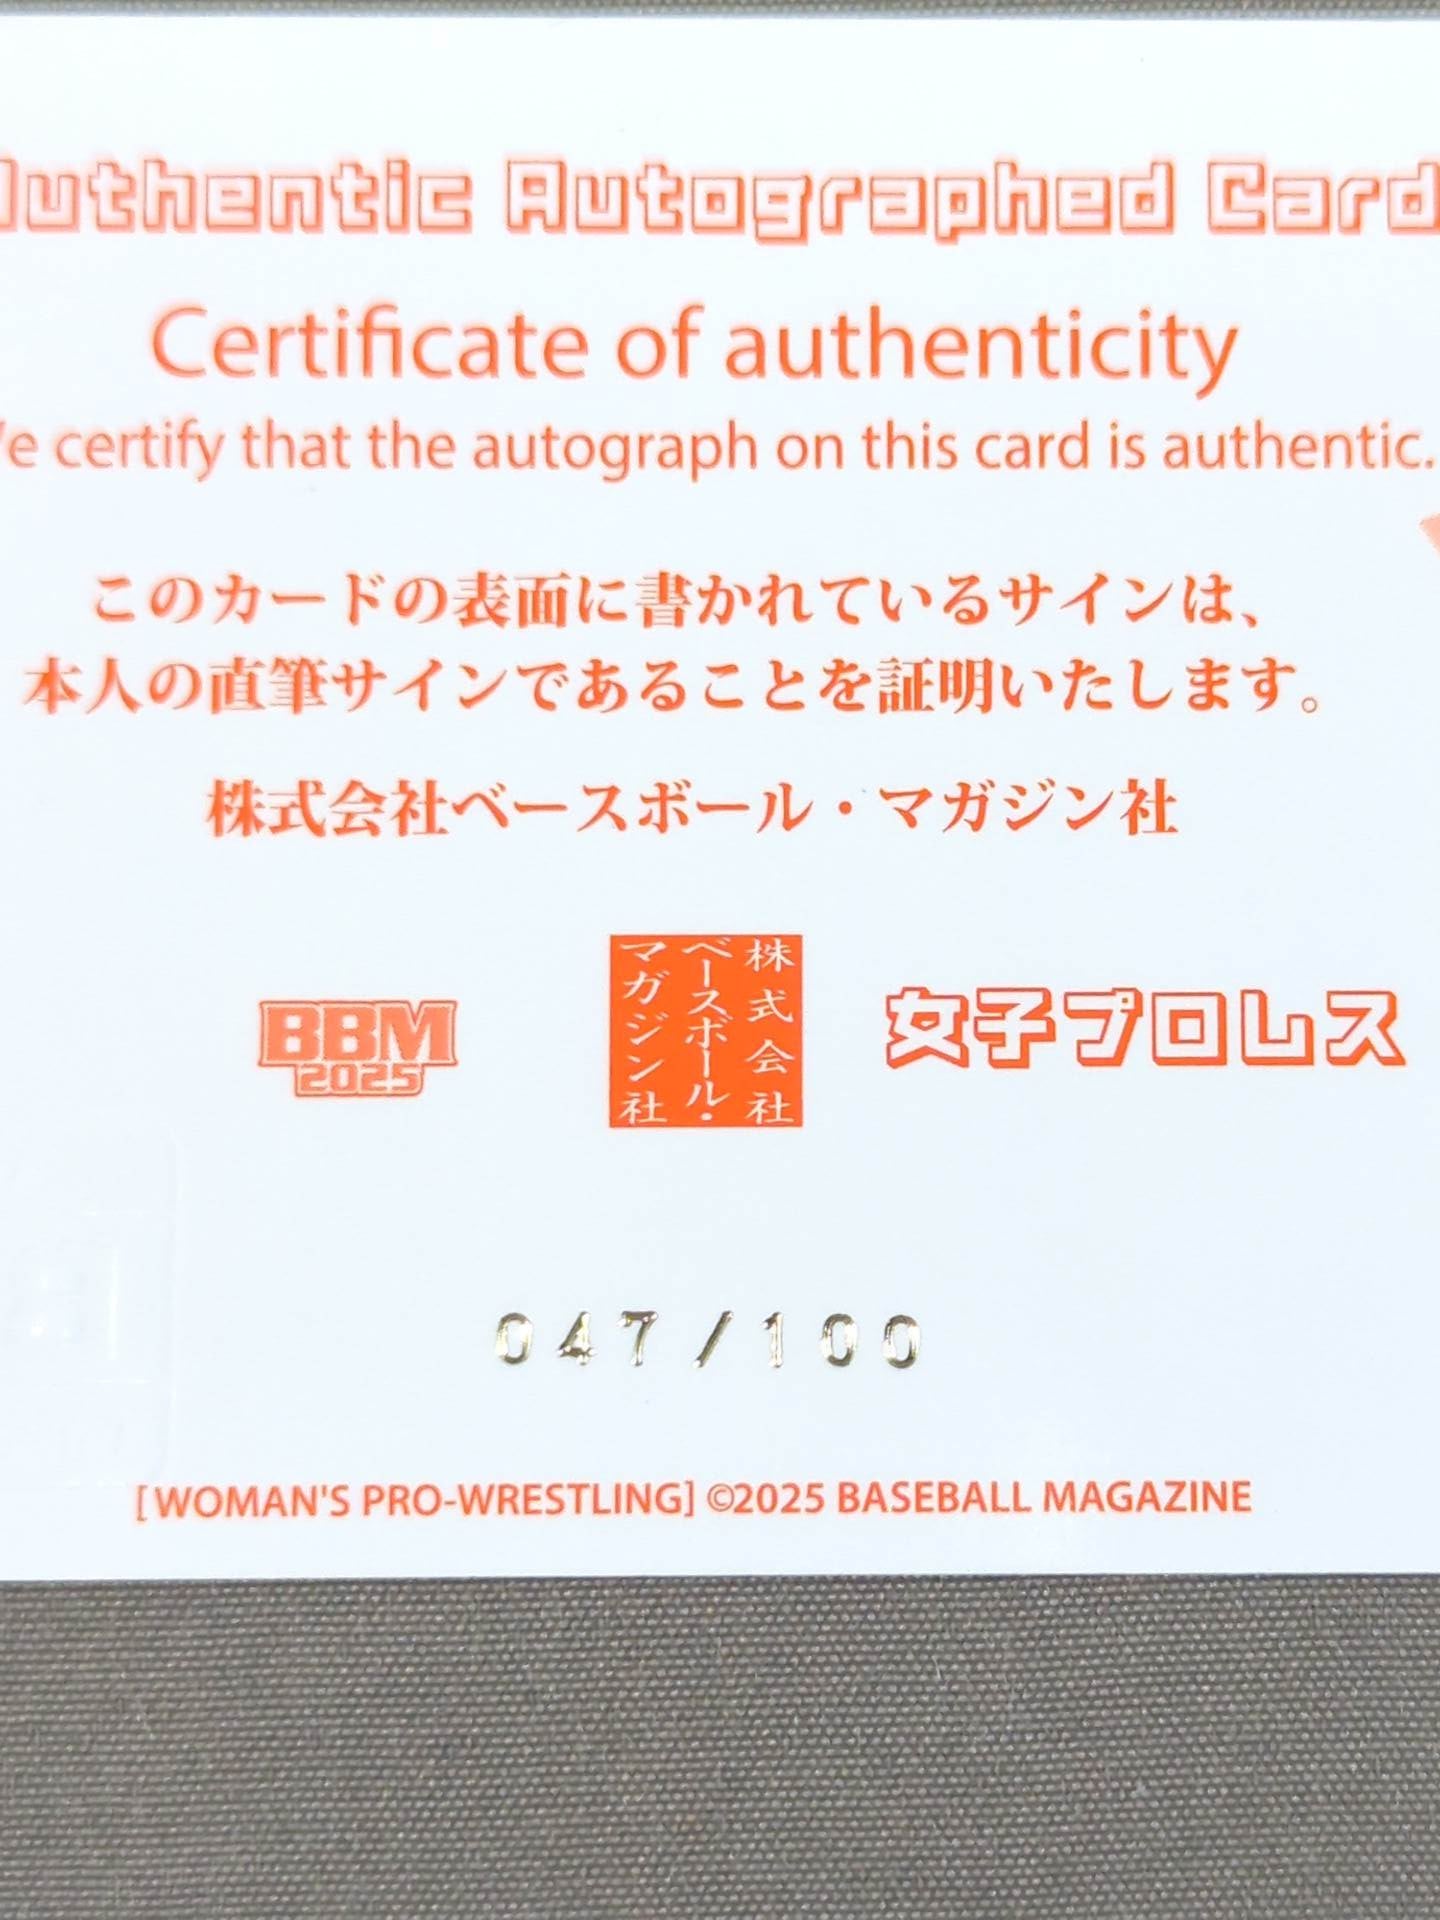 Authentic Autographed Card
Certificate of authenticity
We certify that the autograph on this card is authentic.
このカードの表面に書かれているサインは、
本人の直筆サインであることを証明いたします。
株式会社ベースボール・マガジン社
BBM
2025
株式会社
ベースボール・
マガジン社
女子プロレス
047/100
[WOMAN'S PRO-WRESTLING] ©2025 BASEBALL MAGAZINE